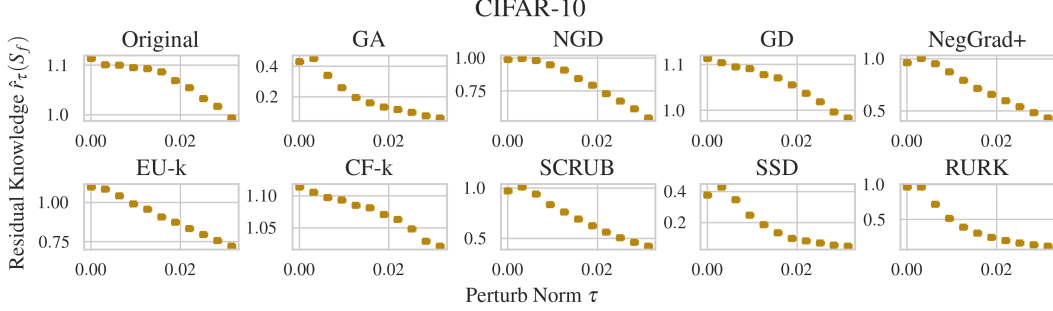 CIFAR-10
Residual Knowledge r̂τ(Sf)
Original GA NGD GD NegGrad+
1.1 0.4 1.00 1.1 1.0
0.2 0.75
1.0 1.0 0.5
0.00 0.02 0.00 0.02 0.00 0.02 0.00 0.02 0.00 0.02
EU-k CF-k SCRUB SSD RURK
1.00 1.10 1.0 0.4 1.0
1.05 0.2 0.5
0.75 0.5
0.00 0.02 0.00 0.02 0.00 0.02 0.00 0.02 0.00 0.02
Perturb Norm τ